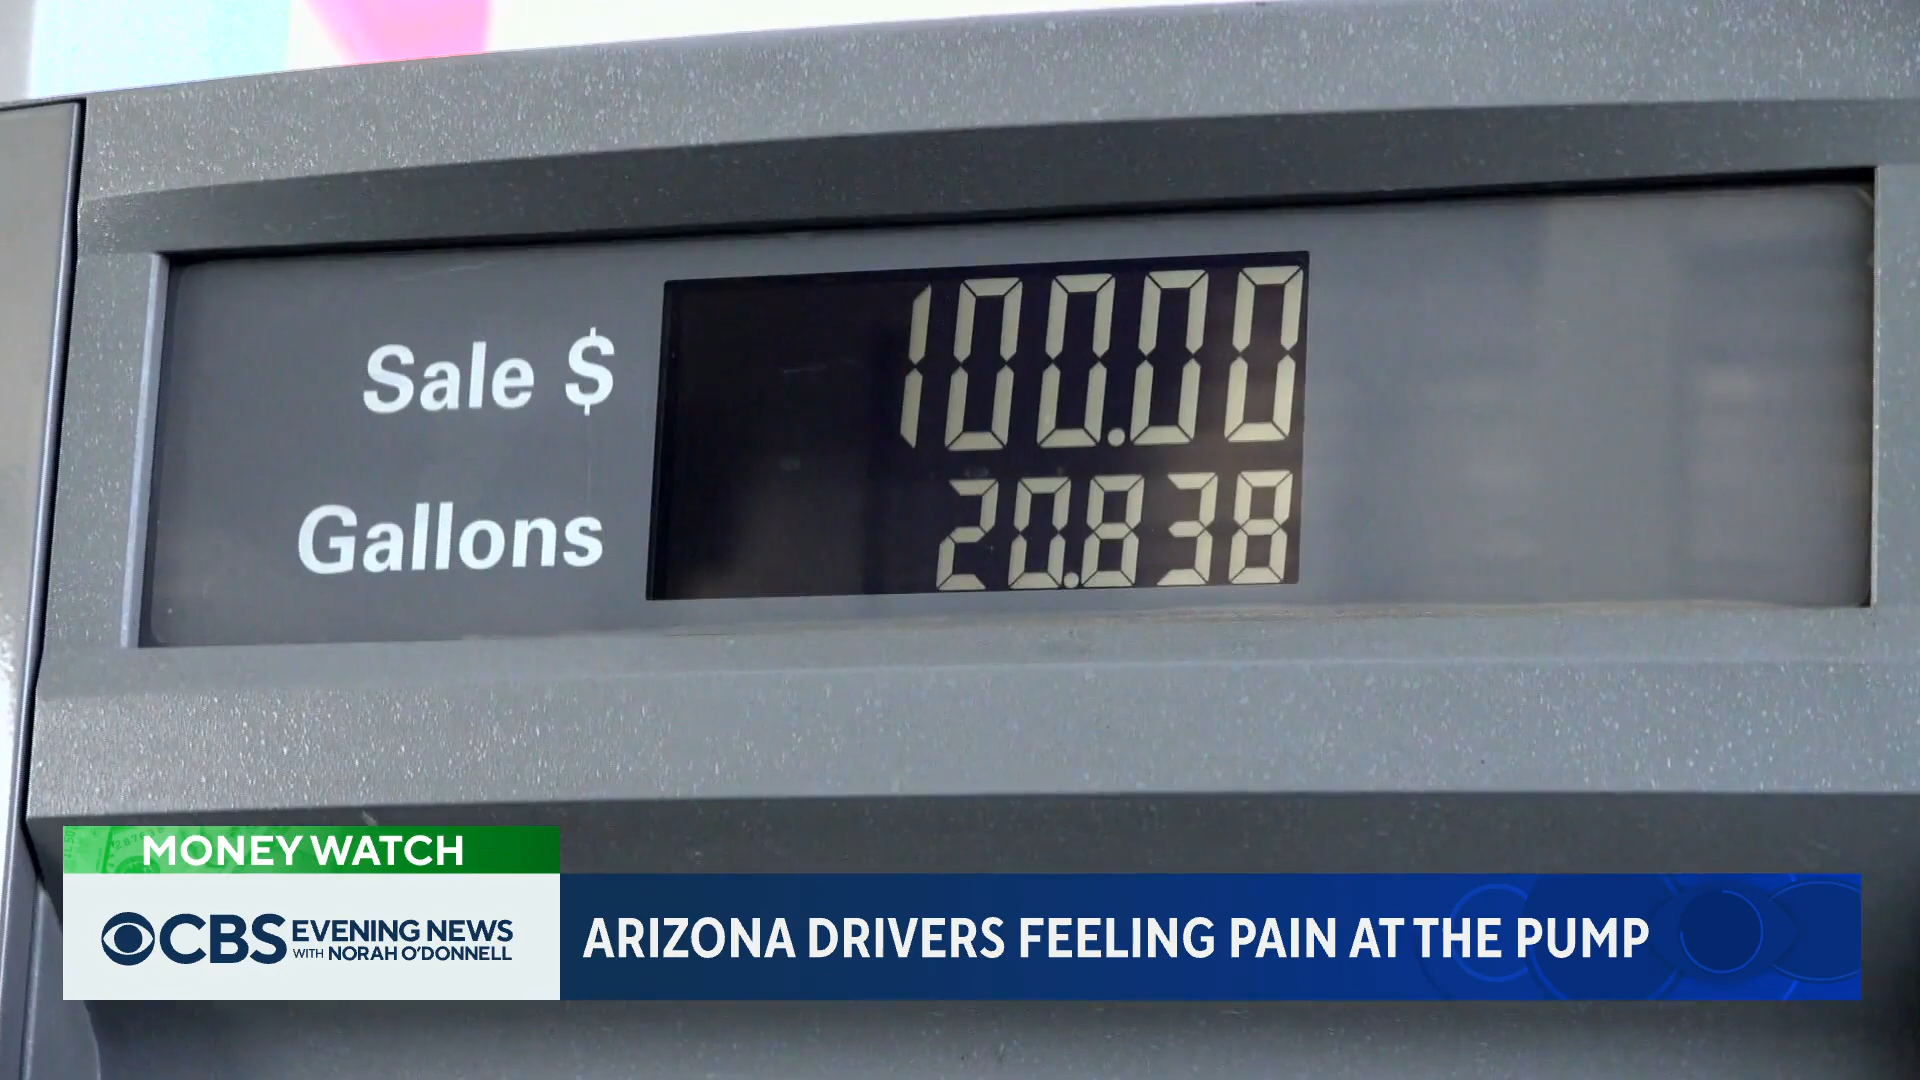 Sale $ 100.00
Gallons 20.838
MONEY WATCH
CBS EVENING NEWS
WITH NORAH O'DONNELL
ARIZONA DRIVERS FEELING PAIN AT THE PUMP